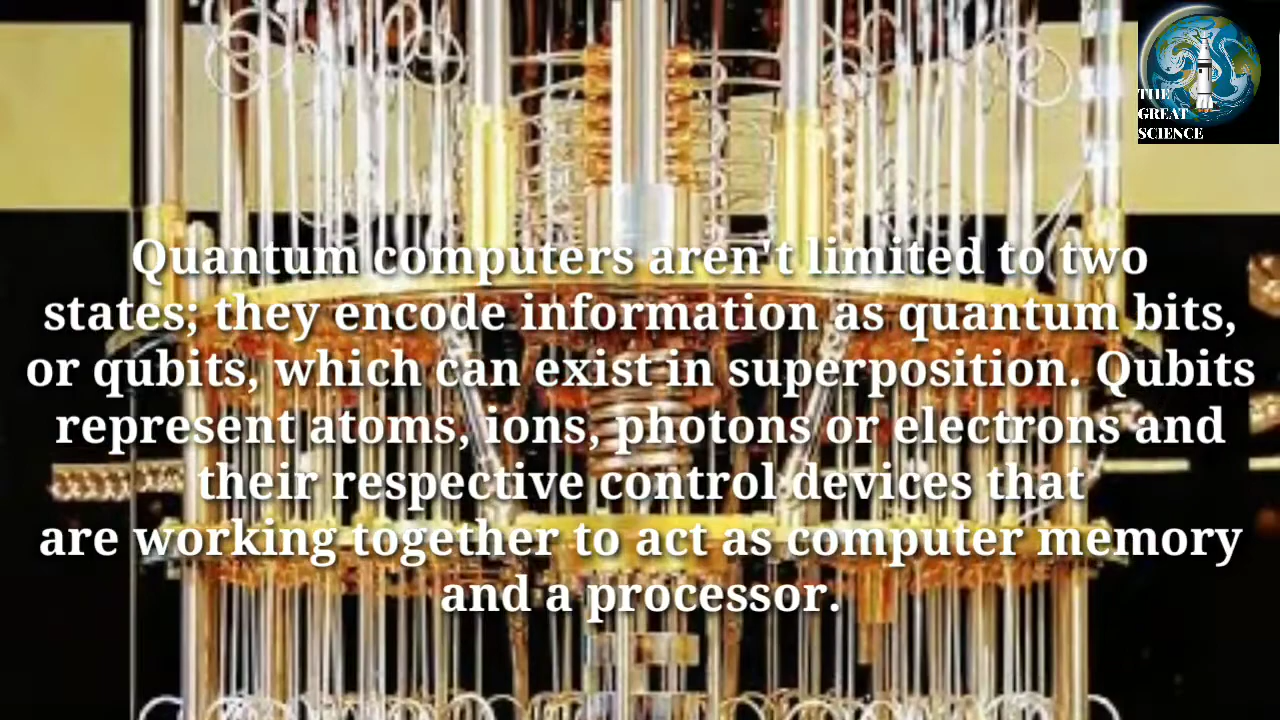 THE
GREAT
SCIENCE
Quantum computers aren't limited to two
states; they encode information as quantum bits,
or qubits, which can exist in superposition. Qubits
represent atoms, ions, photons or electrons and
their respective control devices that
are working together to act as computer memory
and a processor.